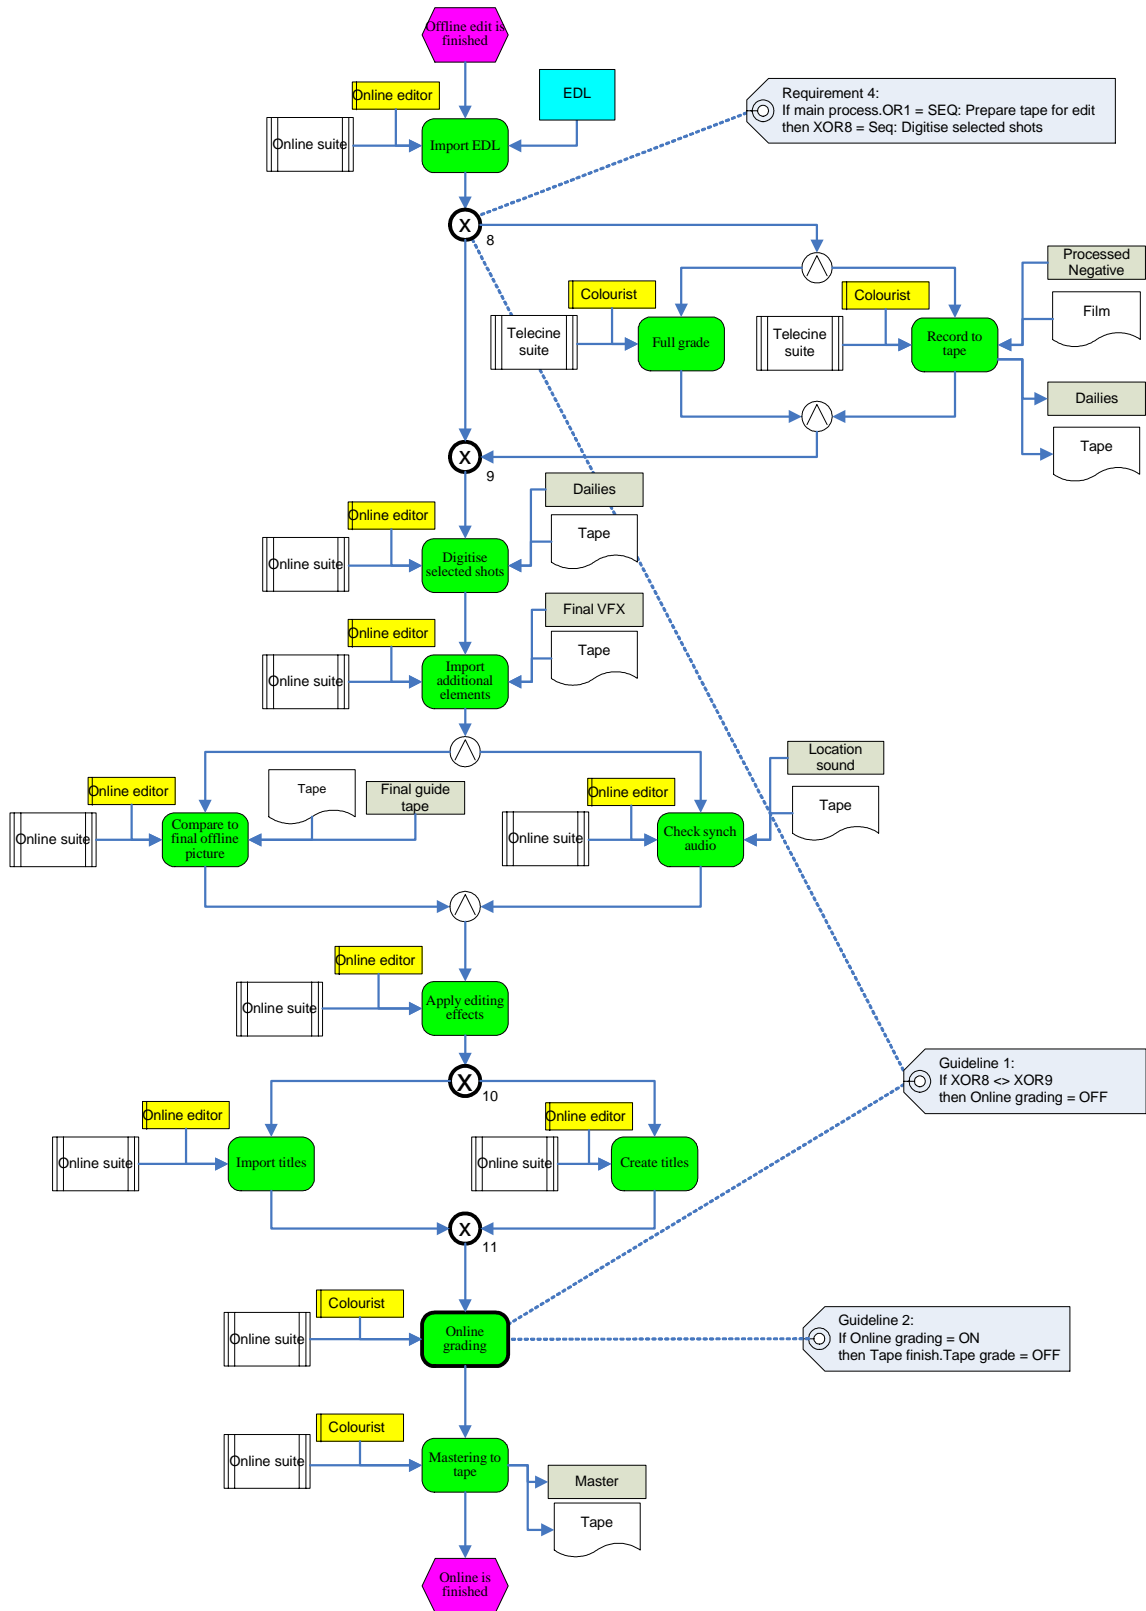 Offline edit is
finished
Online editor
EDL
Online suite
Import EDL
Requirement 4:
If main process.OR1 = SEQ: Prepare tape for edit
then XOR8 = Seq: Digitise selected shots
X
8
Processed
Negative
Colourist
Colourist
Film
Telecine
suite
Full grade
Telecine
suite
Record to
tape
Dailies
Tape
X
9
Dailies
Online editor
Tape
Online suite
Digitise
selected shots
Final VFX
Online editor
Tape
Online suite
Import
additional
elements
Location
sound
Online editor
Tape
Final guide
tape
Online editor
Tape
Online suite
Compare to
final offline
picture
Online suite
Check synch
audio
Online editor
Online suite
Apply editing
effects
Guideline 1:
If XOR8 <> XOR9
then Online grading = OFF
X
10
Online editor
Online editor
Online suite
Import titles
Online suite
Create titles
X
11
Colourist
Online suite
Online
grading
Guideline 2:
If Online grading = ON
then Tape finish.Tape grade = OFF
Colourist
Online suite
Mastering to
tape
Master
Tape
Online is
finished